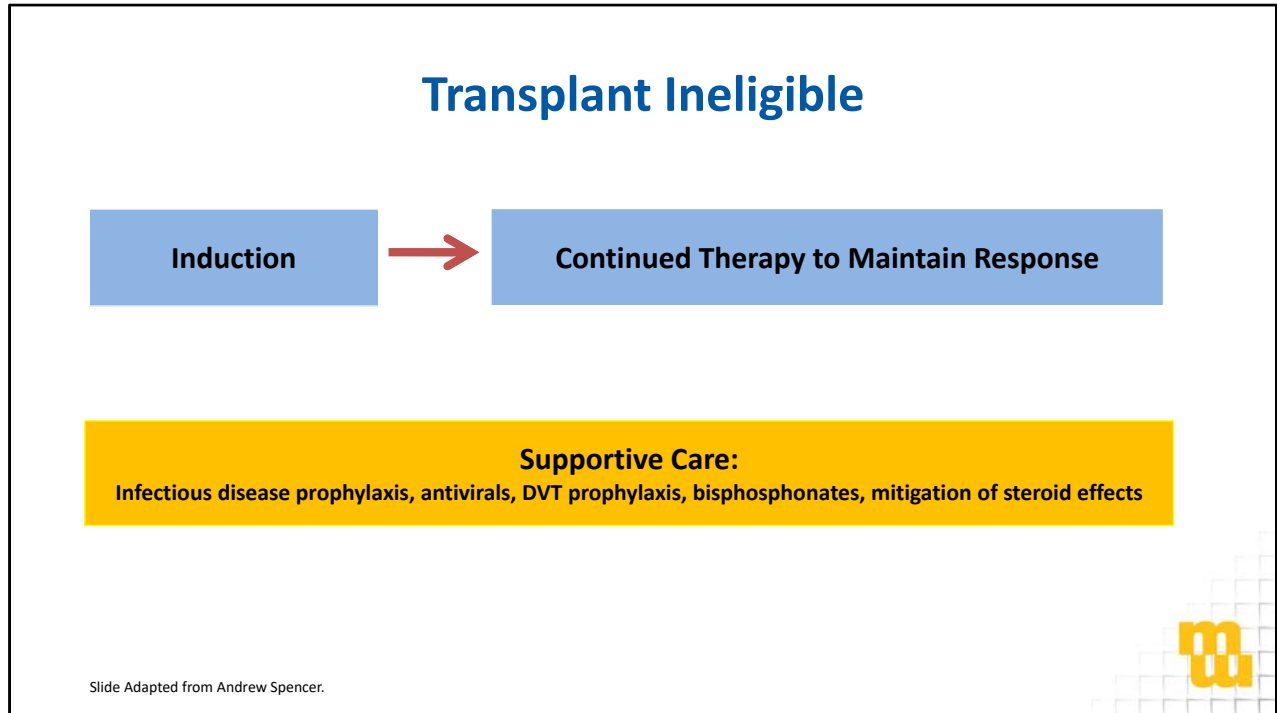 Transplant Ineligible
Induction
Continued Therapy to Maintain Response
Supportive Care:
Infectious disease prophylaxis, antivirals, DVT prophylaxis, bisphosphonates, mitigation of steroid effects
Slide Adapted from Andrew Spencer.
mw